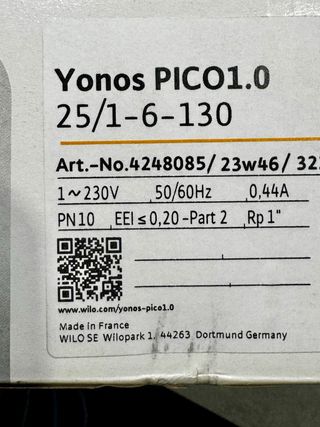 Yonos PICO1.0
25/1-6-130
Art.-No.4248085/ 23w46/
1~230V 50/60Hz 0,44A
PN10 EEI ≤ 0,20 -Part 2 Rp 1"
www.wilo.com/yonos-pico1.0
Made in France
WILO SE Wilopark 1, 44263 Dortmund Germany